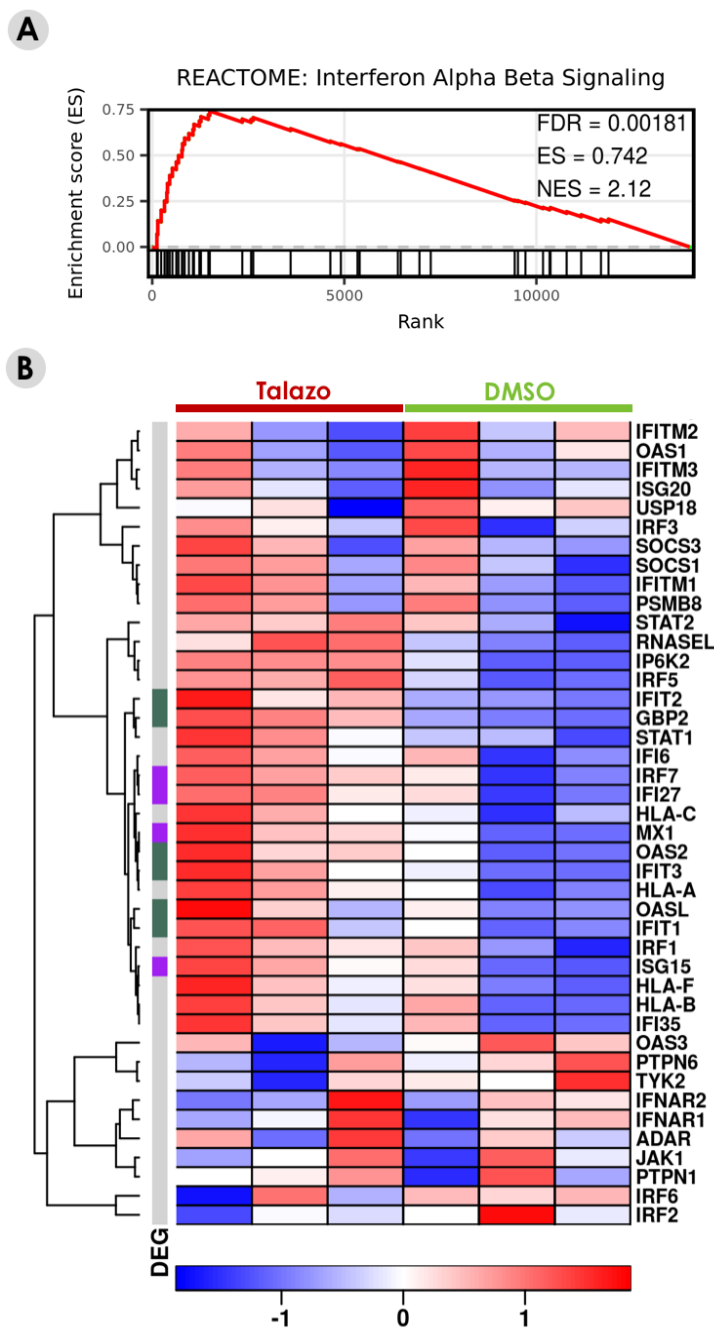 A
REACTOME: Interferon Alpha Beta Signaling
Enrichment score (ES)
0.75
0.50
0.25
0.00
FDR = 0.00181
ES = 0.742
NES = 2.12
0
5000
10000
Rank
B
Talazo
DMSO
IFITM2
OAS1
IFITM3
ISG20
USP18
IRF3
SOCS3
SOCS1
IFITM1
PSMB8
STAT2
RNASEL
IP6K2
IRF5
IFIT2
GBP2
STAT1
IFI6
IRF7
IFI27
HLA-C
MX1
OAS2
IFIT3
HLA-A
OASL
IFIT1
IRF1
ISG15
HLA-F
HLA-B
IFI35
OAS3
PTPN6
TYK2
IFNAR2
IFNAR1
ADAR
JAK1
PTPN1
IRF6
IRF2
DEG
-1
0
1